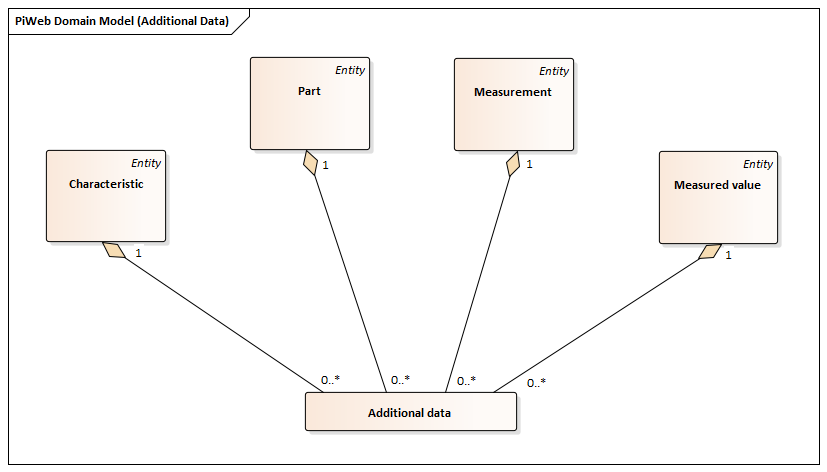 PiWeb Domain Model (Additional Data)
Entity
Part
Entity
Measurement
Entity
Characteristic
Entity
Measured value
1
1
1
1
0..*
0..*
0..*
0..*
Additional data